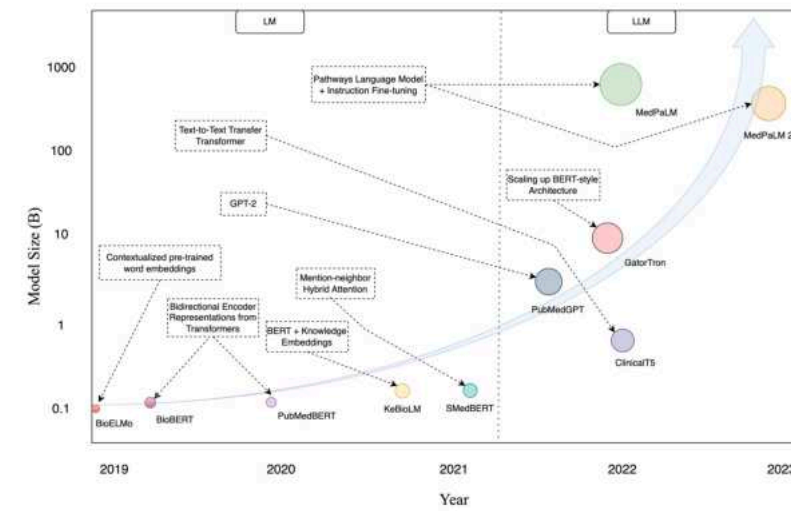 LM
LLM
1000
100
10
1
0.1
Model Size (B)
Pathways Language Model
+ Instruction Fine-tuning
MedPaLM
MedPaLM 2
Text-to-Text Transfer
Transformer
Scaling up BERT-style
Architecture
GPT-2
GatorTron
Contextualized pre-trained
word embeddings
Mention-neighbor
Hybrid Attention
PubMedGPT
Bidirectional Encoder
Representations from
Transformers
BERT + Knowledge
Embeddings
ClinicalT5
BioELMo
BioBERT
PubMedBERT
KeBioLM
SMedBERT
2019
2020
2021
2022
2023
Year